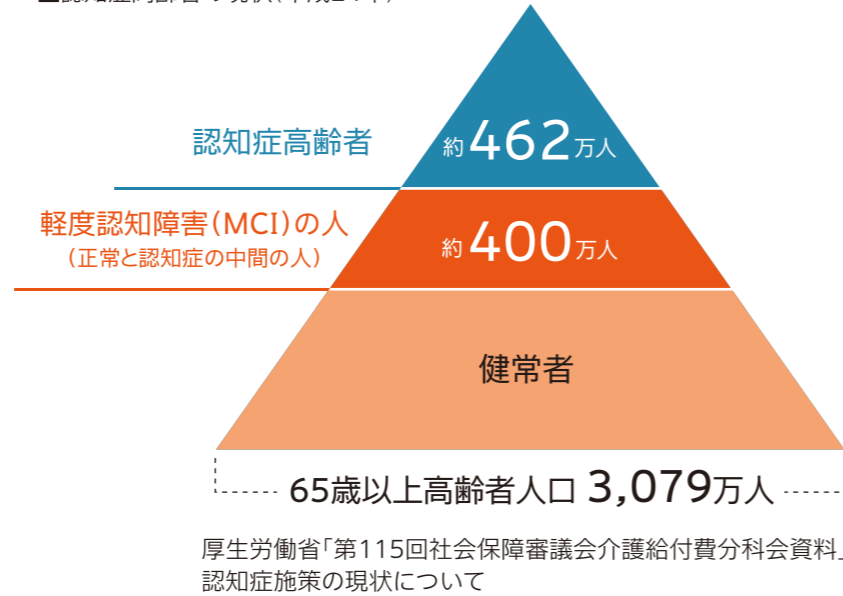 認知症高齢者
約462万人
軽度認知障害(MCI)の人
(正常と認知症の中間の人)
約400万人
健常者
65歳以上高齢者人口 3,079万人
厚生労働省「第115回社会保障審議会介護給付費分科会資料」
認知症施策の現状について